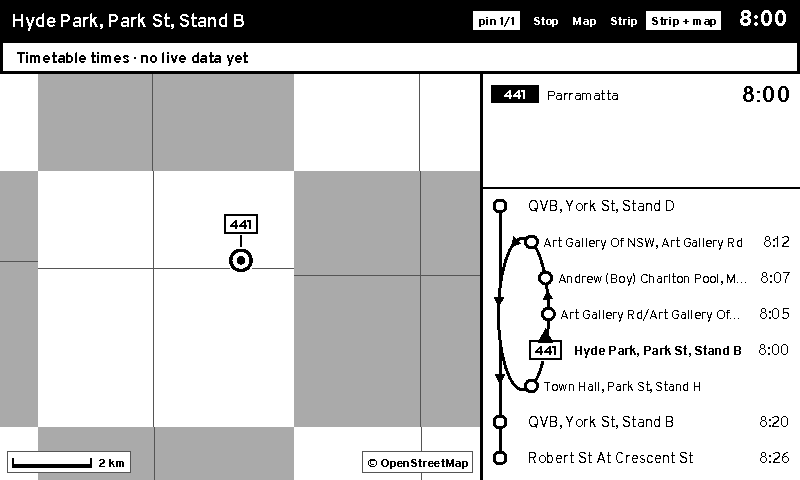 Hyde Park, Park St, Stand B
pin 1/1 Stop Map Strip Strip + map 8:00
Timetable times · no live data yet
441 Parramatta 8:00
441
QVB, York St, Stand D
Art Gallery Of NSW, Art Gallery Rd 8:12
Andrew (Boy) Charlton Pool, M... 8:07
Art Gallery Rd/Art Gallery Of... 8:05
441 Hyde Park, Park St, Stand B 8:00
Town Hall, Park St, Stand H
QVB, York St, Stand B 8:20
Robert St At Crescent St 8:26
2 km
© OpenStreetMap